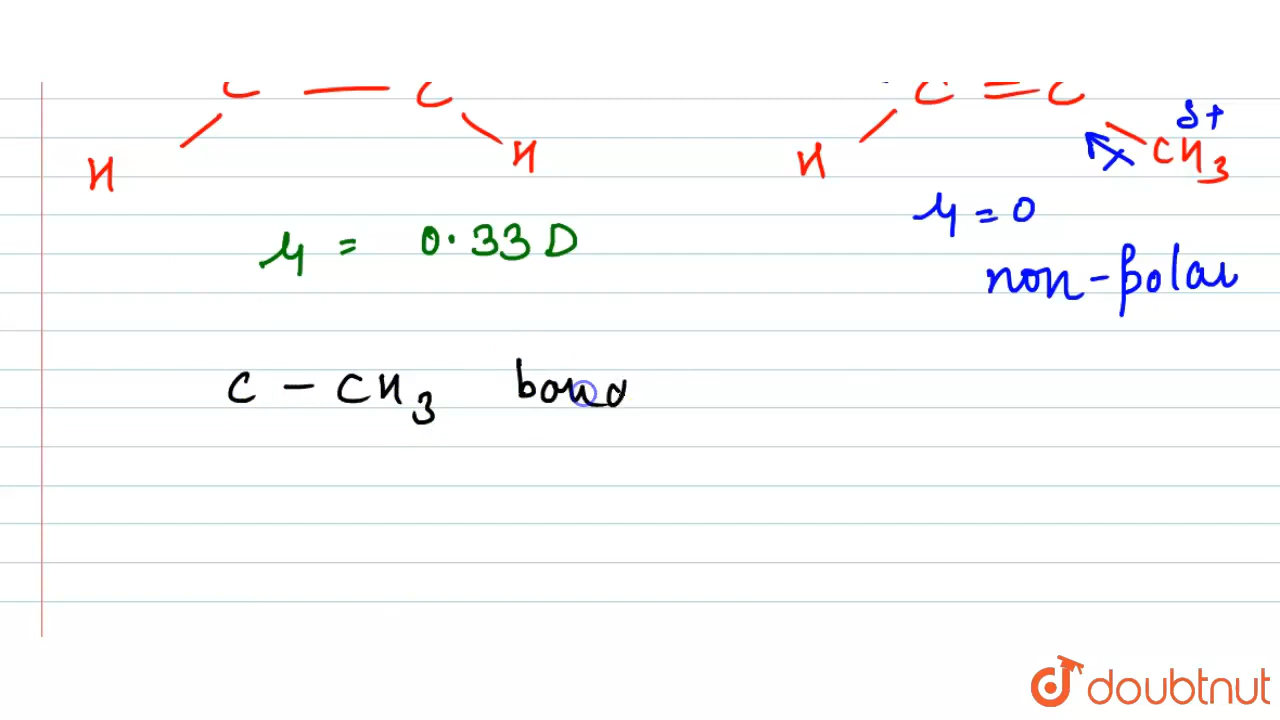 C — C
C = C
δ+
H
H
H
CH3
μ = 0.33 D
μ = 0
non-polar
C - CH3 bond
doubtnut